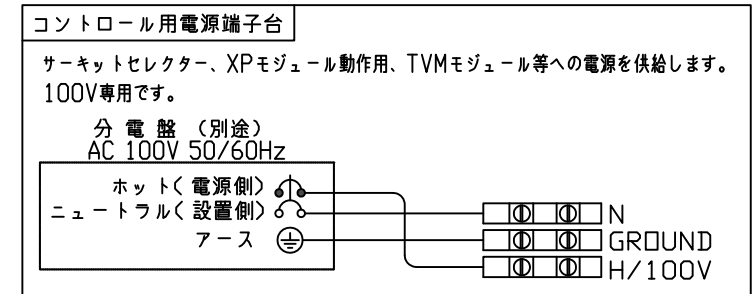 コントロール用電源端子台
サーキットセレクター、XPモジュール動作用、TVMモジュール等への電源を供給します。
100V専用です。
分電盤 (別途)
AC 100V 50/60Hz
ホット(電源側)
ニュートラル(設置側)
アース
N
GROUND
H/100V